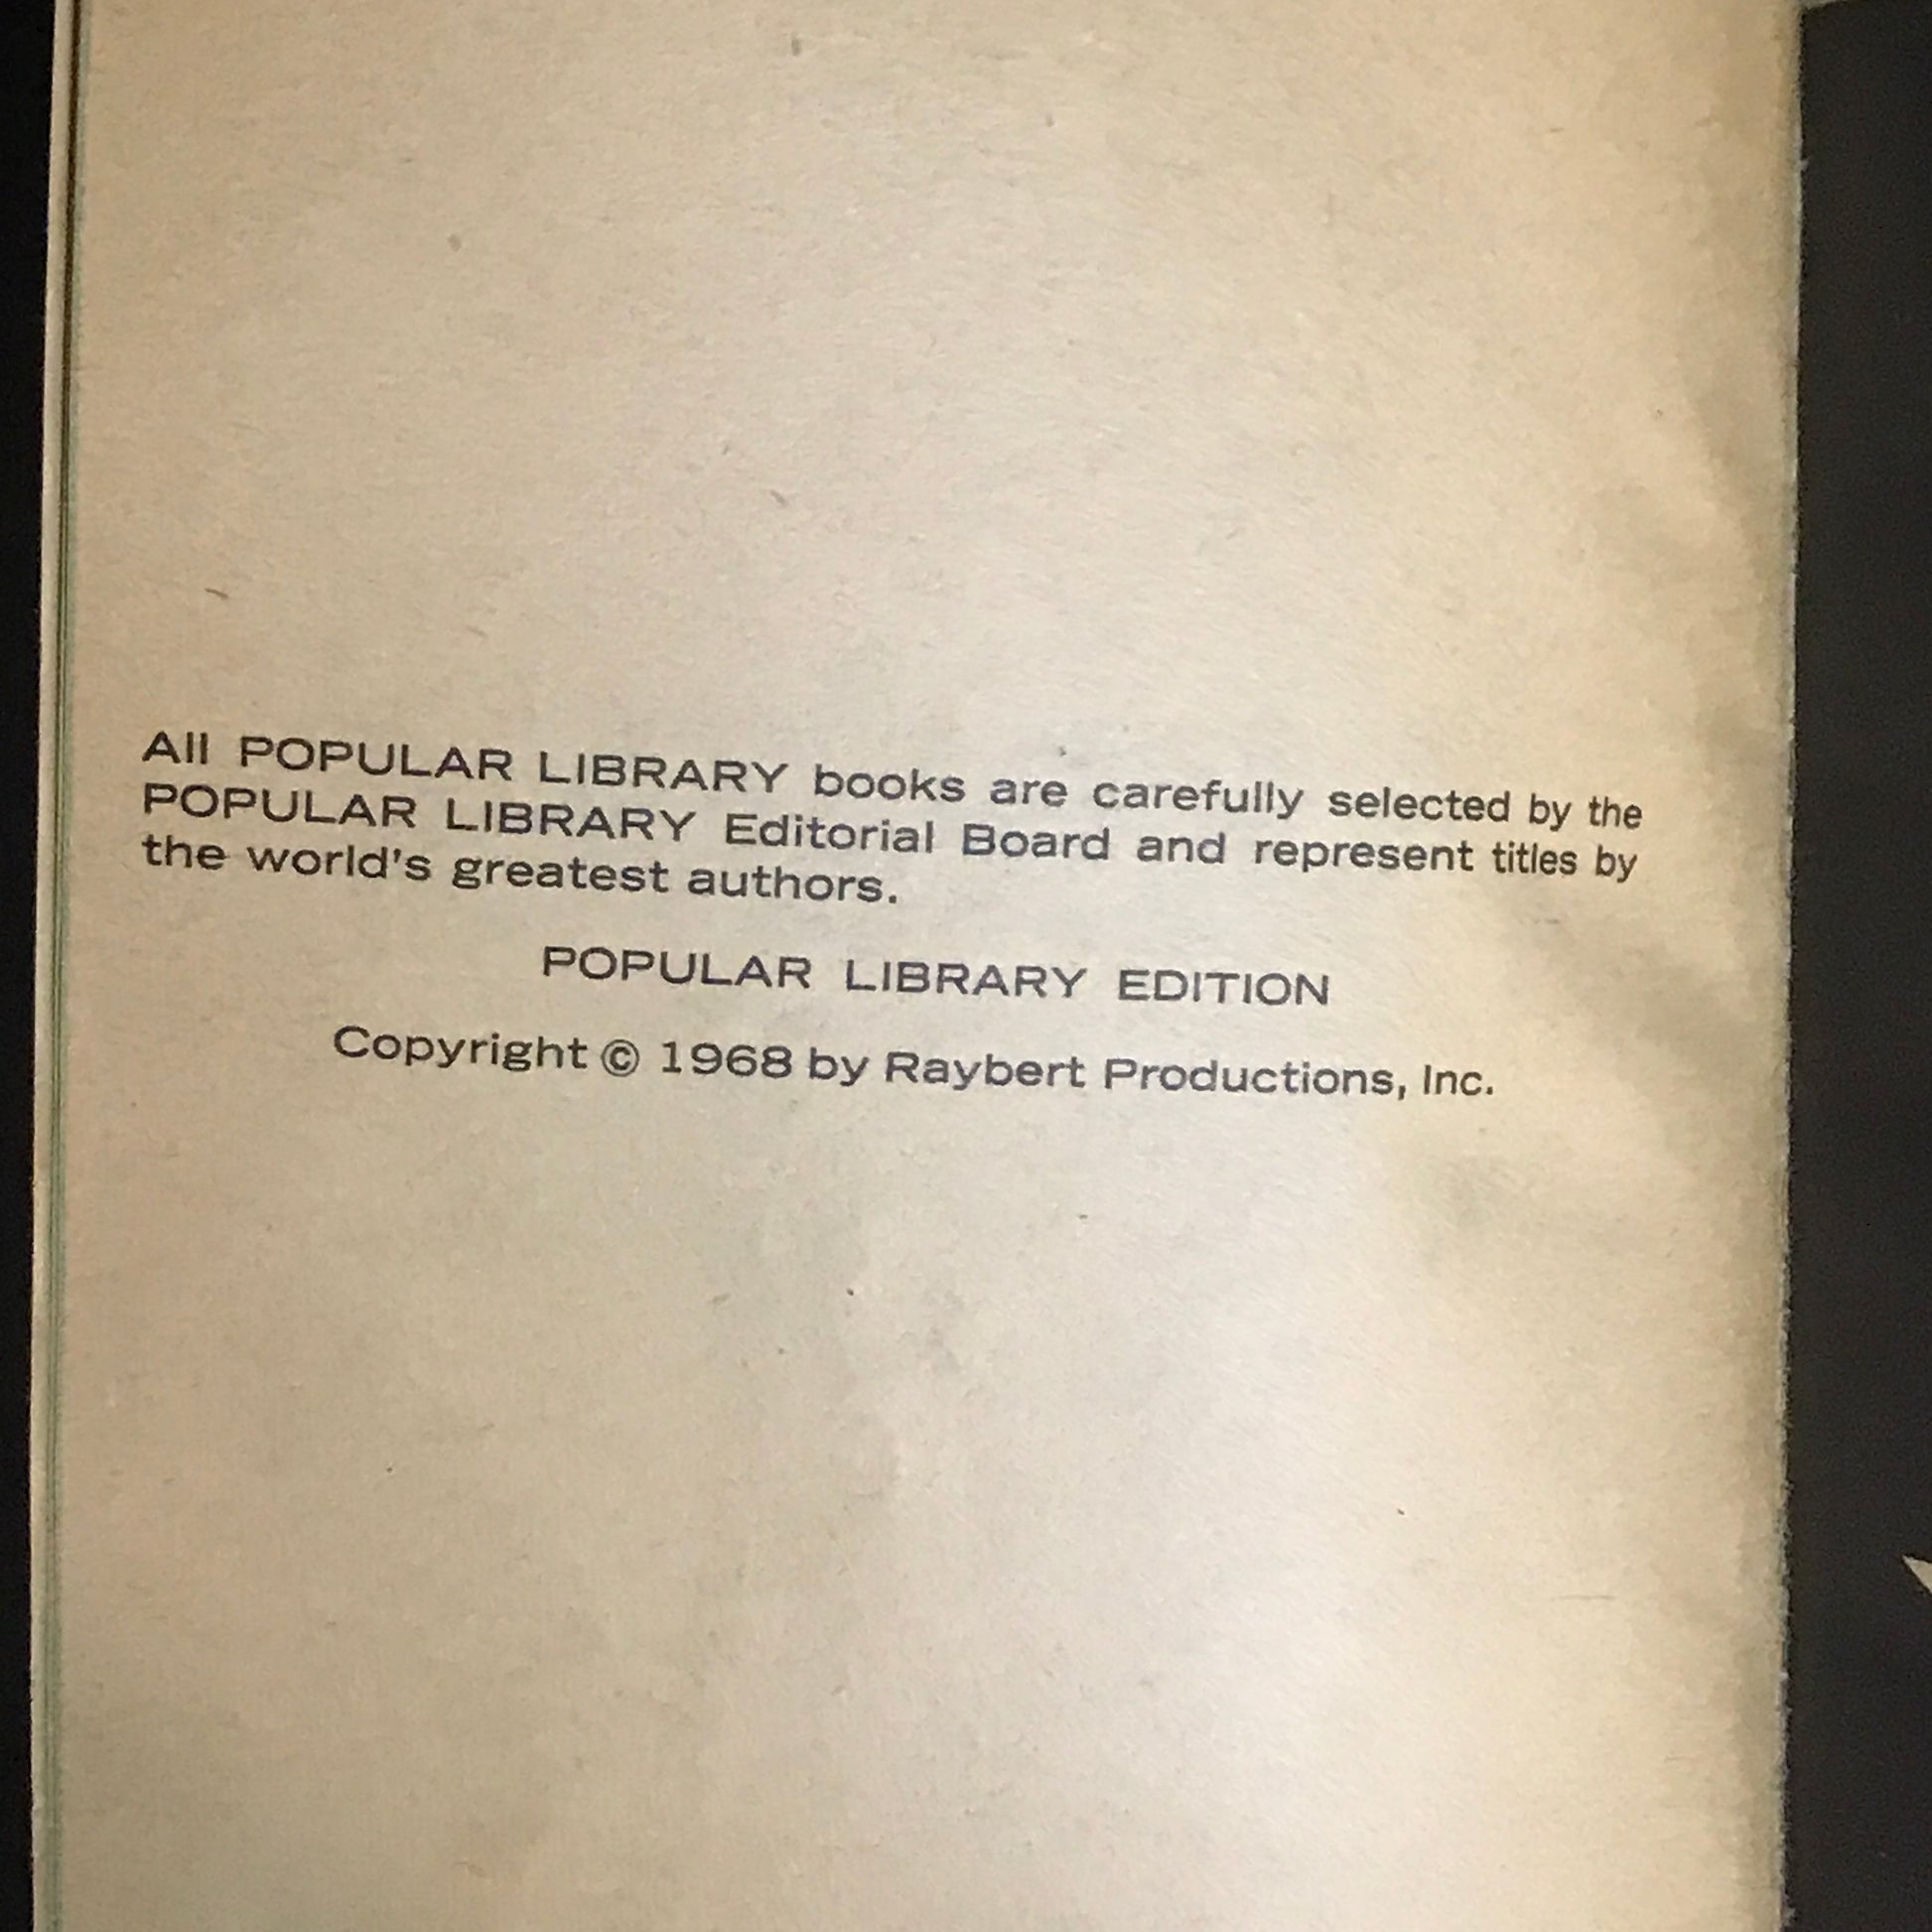 All POPULAR LIBRARY books are carefully selected by the
POPULAR LIBRARY Editorial Board and represent titles by
the world's greatest authors.
POPULAR LIBRARY EDITION
Copyright © 1968 by Raybert Productions, Inc.